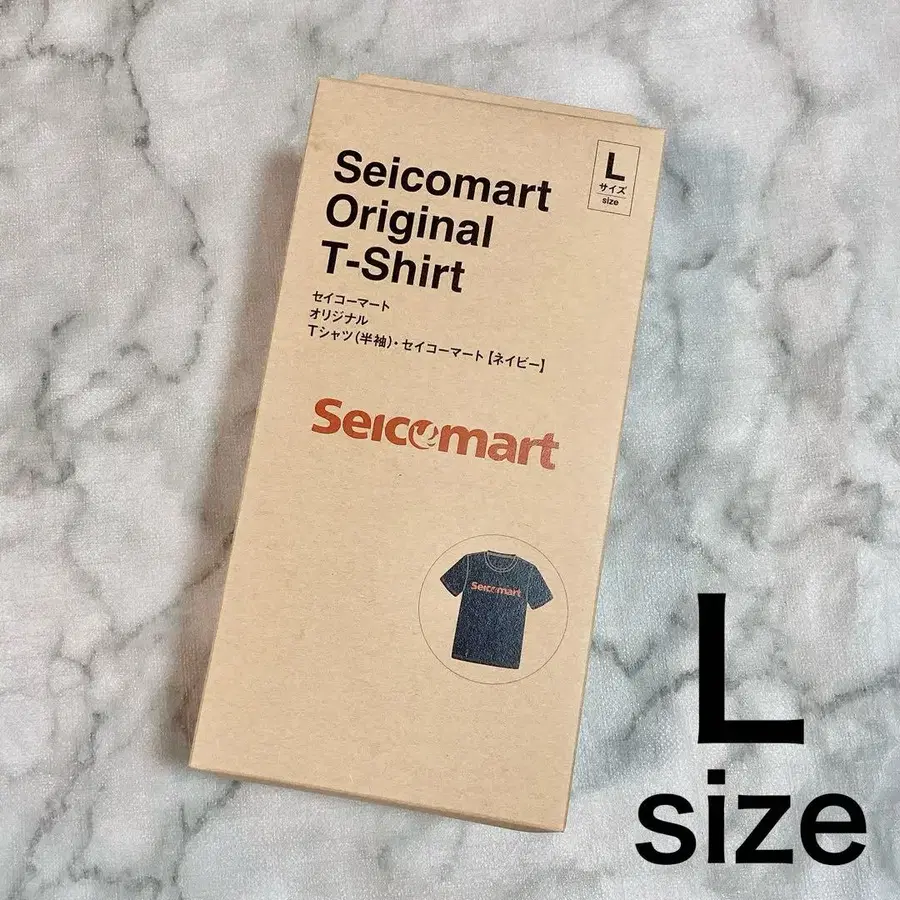 Seicomart
Original
T-Shirt
L
サイズ
size
セイコーマート
オリジナル
Tシャツ(半袖)・セイコーマート【ネイビー】
Seicomart
Seicomart
L
size